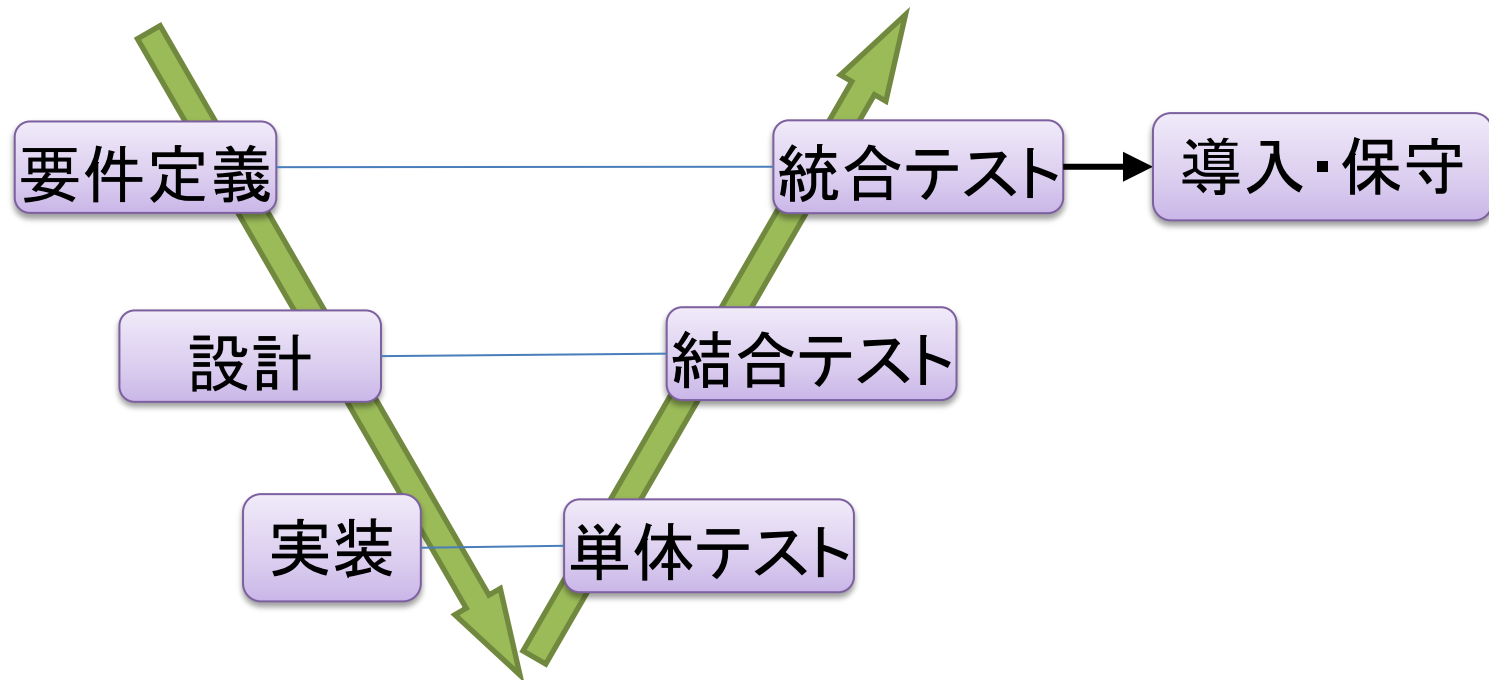 要件定義
統合テスト
導入・保守
設計
結合テスト
実装
単体テスト